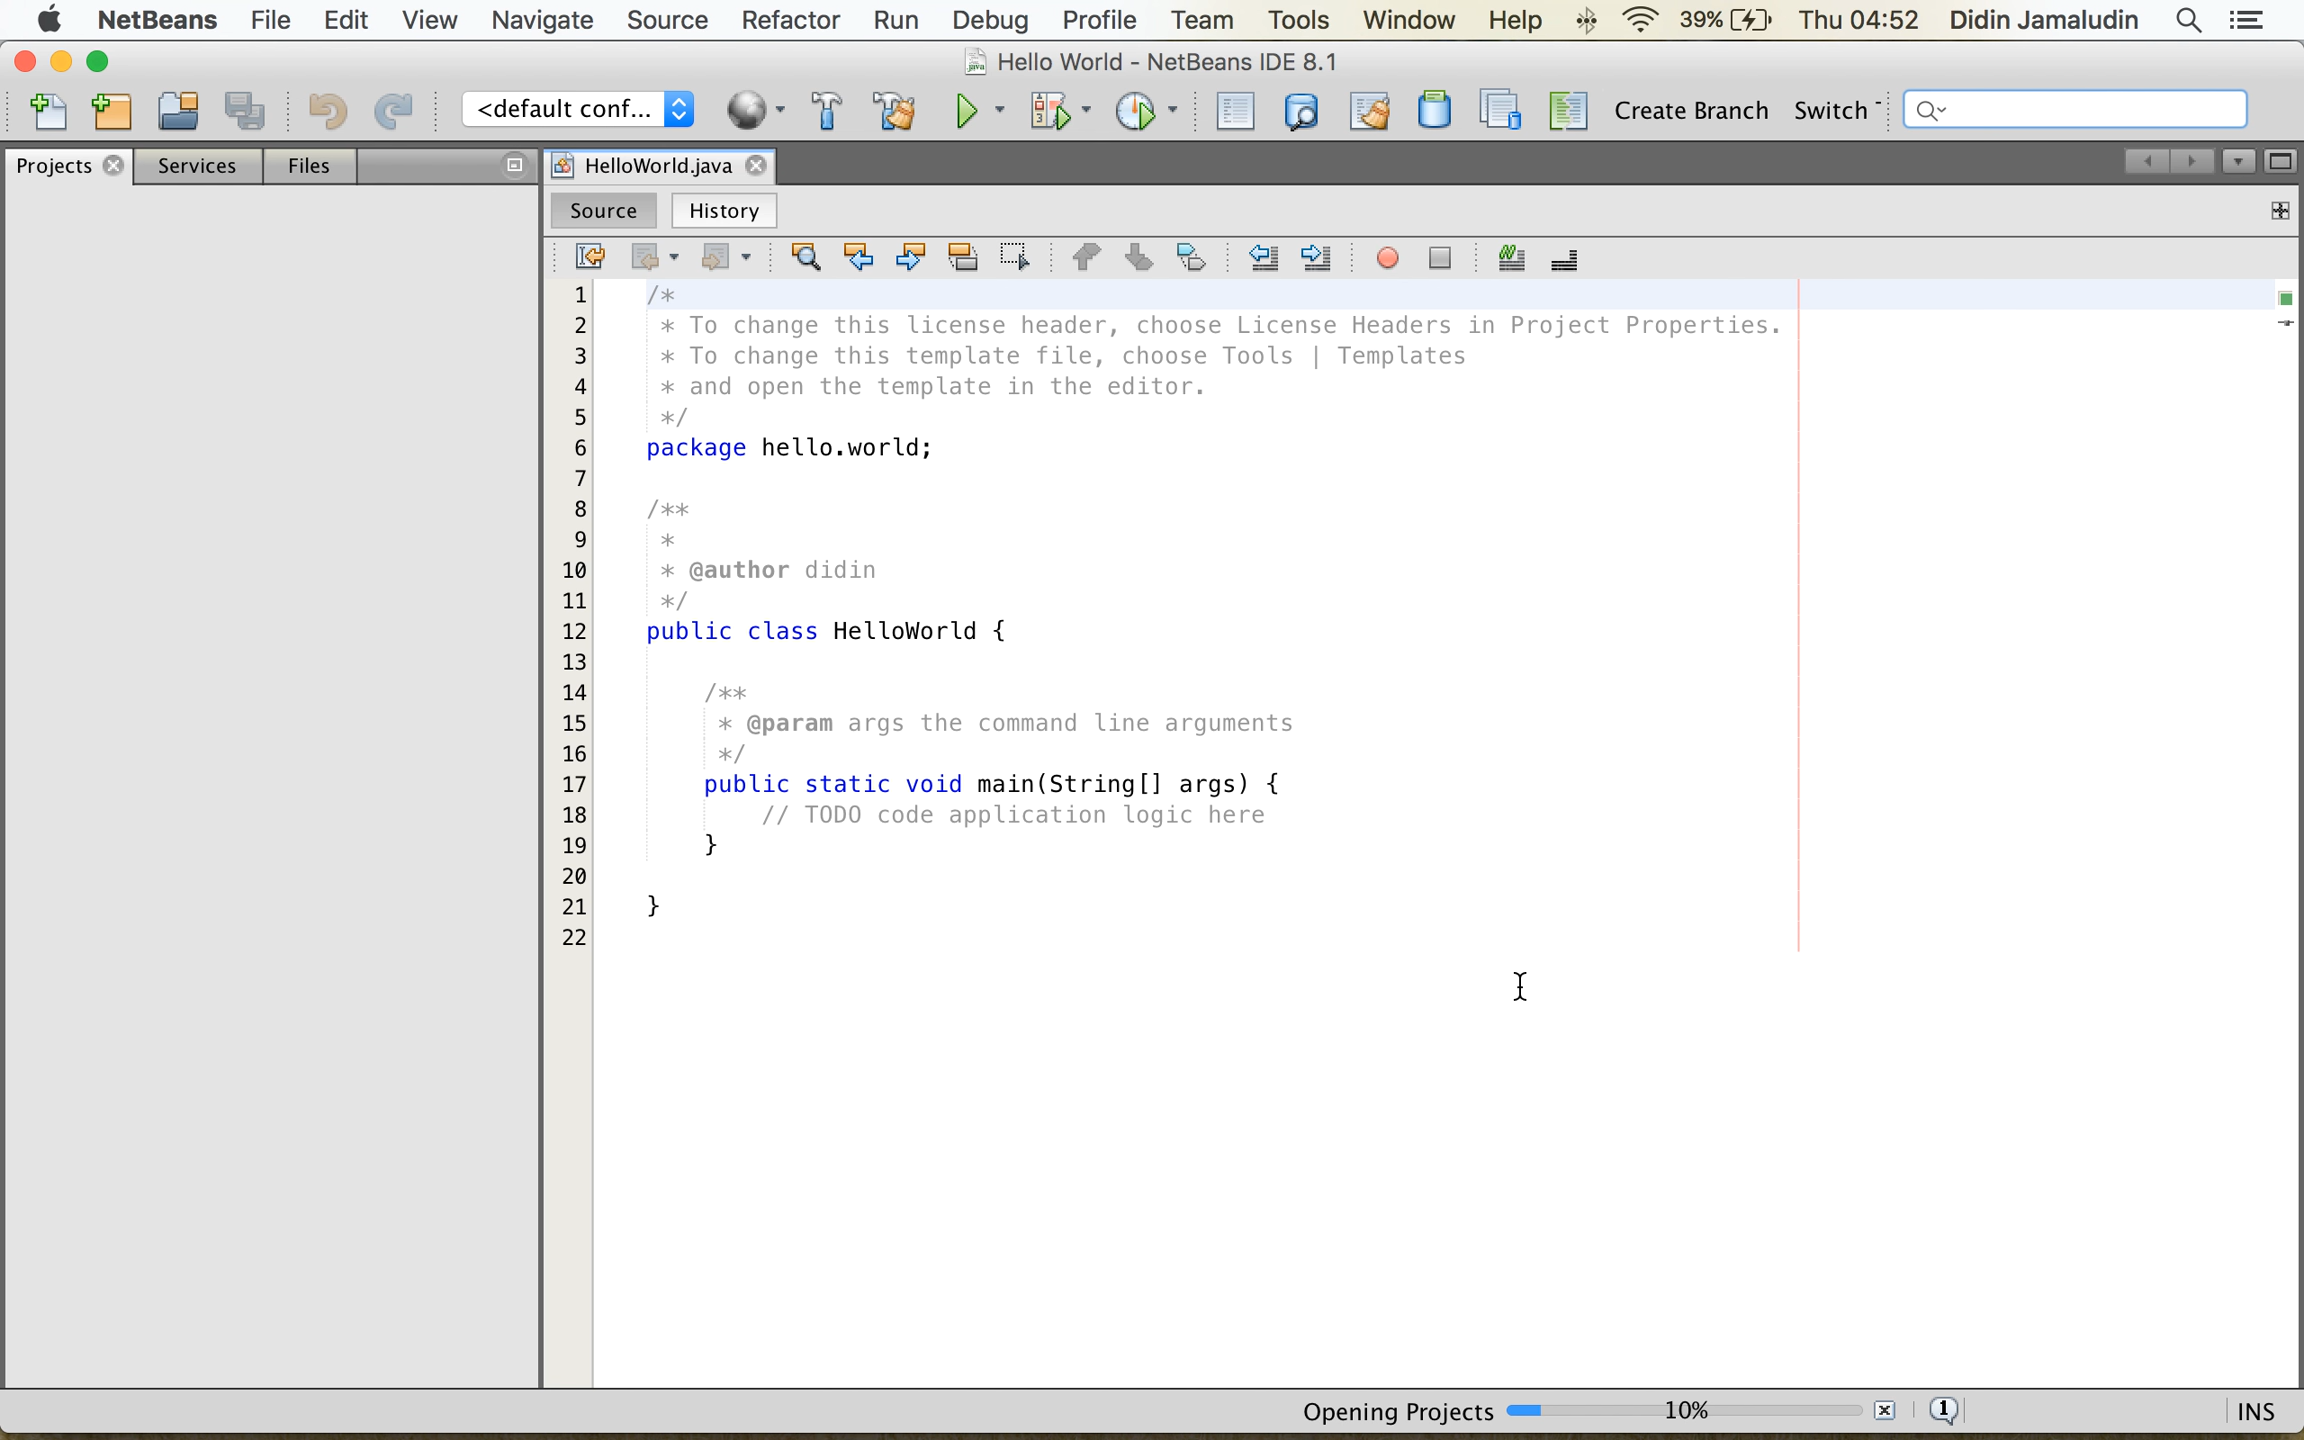 NetBeans File Edit View Navigate Source Refactor Run Debug Profile Team Tools Window Help 39% Thu 04:52 Didin Jamaludin
Hello World - NetBeans IDE 8.1
<default conf... Create Branch Switch
Projects Services Files HelloWorld.java
Source History
1 /*
2 * To change this license header, choose License Headers in Project Properties.
3 * To change this template file, choose Tools | Templates
4 * and open the template in the editor.
5 */
6 package hello.world;
7
8 /**
9 *
10 * @author didin
11 */
12 public class HelloWorld {
13
14 /**
15 * @param args the command line arguments
16 */
17 public static void main(String[] args) {
18 // TODO code application logic here
19 }
20
21 }
22
Opening Projects 10% 1 INS